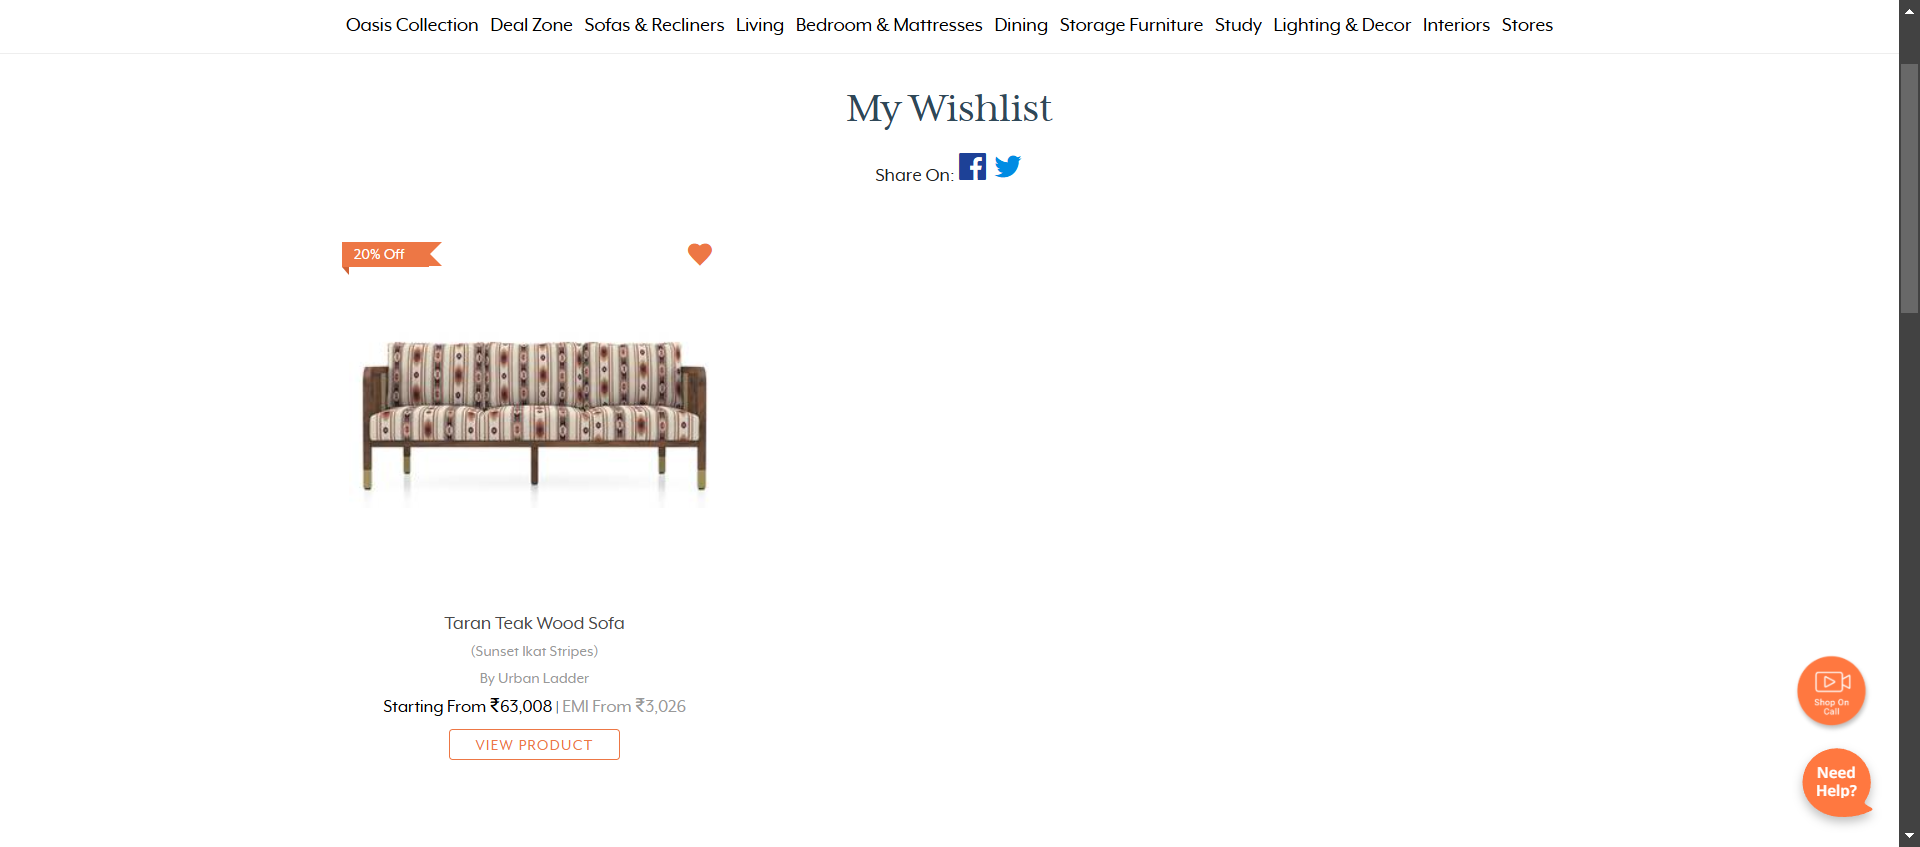 Oasis Collection Deal Zone Sofas & Recliners Living Bedroom & Mattresses Dining Storage Furniture Study Lighting & Decor Interiors Stores
My Wishlist
Share On:
20% Off
Taran Teak Wood Sofa
(Sunset Ikat Stripes)
By Urban Ladder
Starting From ₹63,008 | EMI From ₹3,026
VIEW PRODUCT
Shop On
Call
Need
Help?